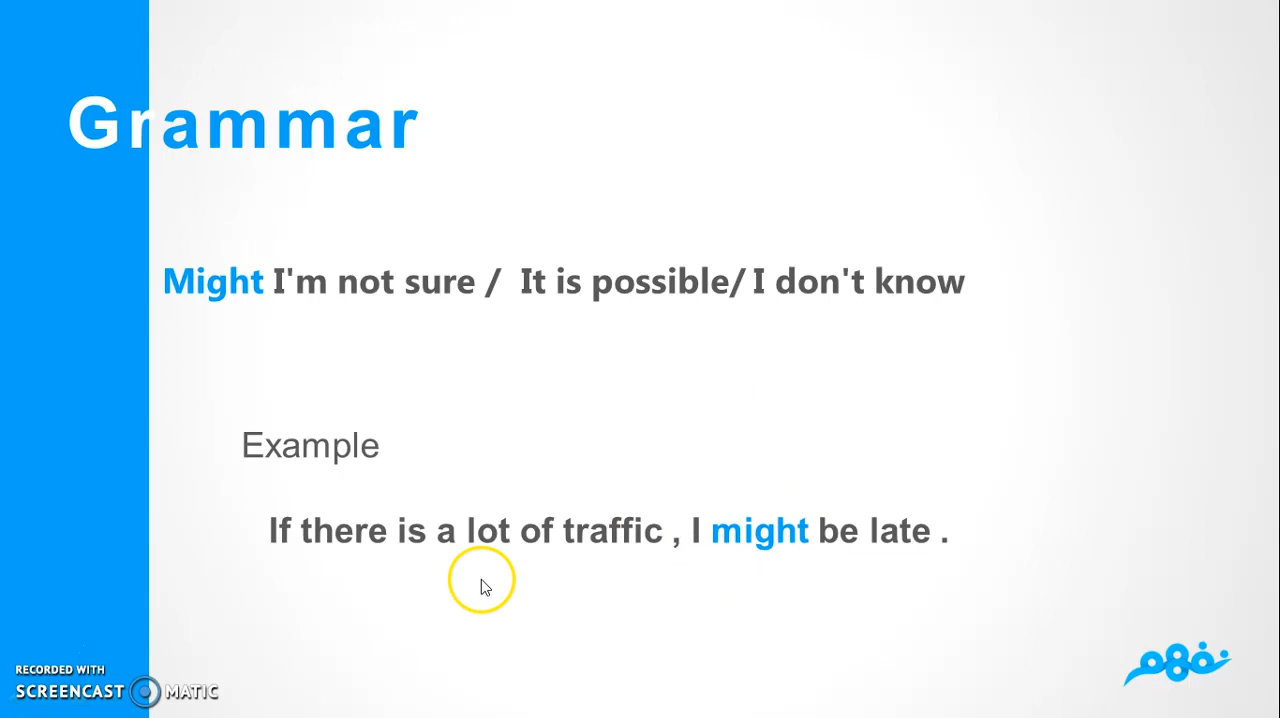 Grammar
Might I'm not sure / It is possible/ I don't know
Example
If there is a lot of traffic , I might be late .
RECORDED WITH
SCREENCAST MATIC
نفهم